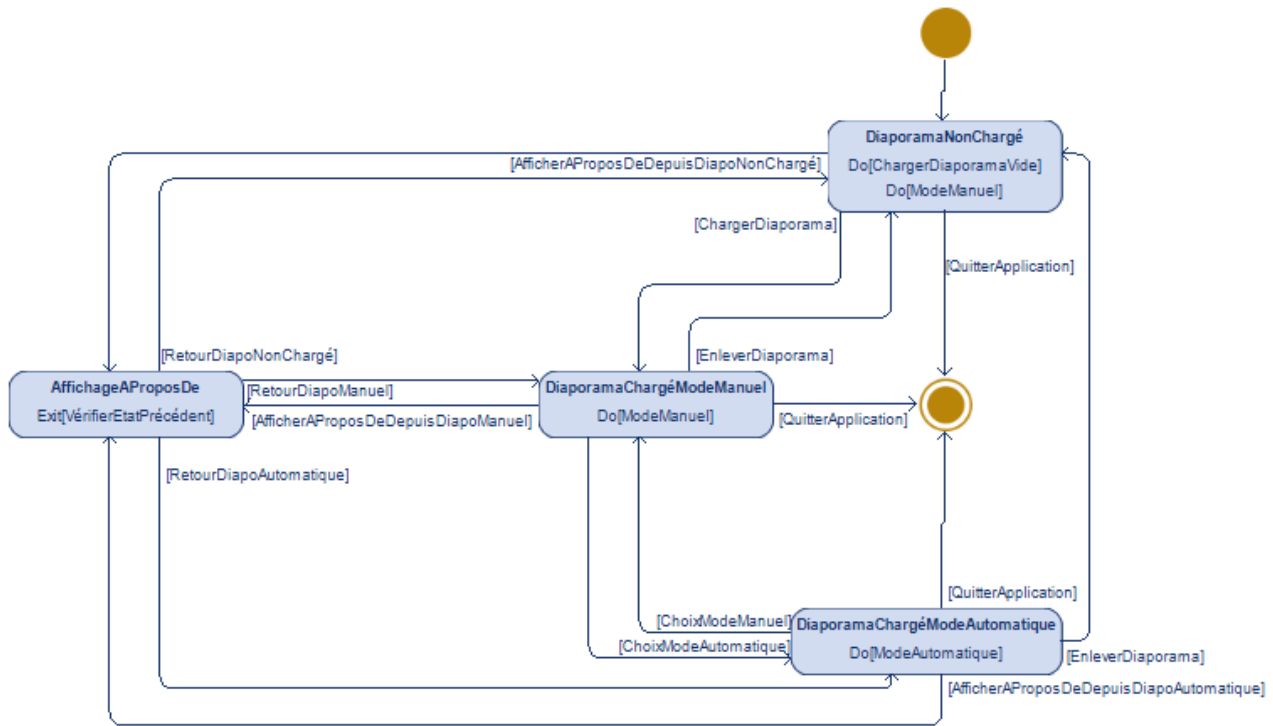 DiaporamaNonChargé
Do[ChargerDiaporamaVide]
Do[ModeManuel]
[AfficherAProposDeDepuisDiapoNonChargé]
[ChargerDiaporama]
[QuitterApplication]
[RetourDiapoNonChargé]
[EnleverDiaporama]
AffichageAProposDe
Exit[VérifierEtatPrécédent]
[RetourDiapoManuel]
[AfficherAProposDeDepuisDiapoManuel]
DiaporamaChargéModeManuel
Do[ModeManuel]
[QuitterApplication]
[RetourDiapoAutomatique]
[QuitterApplication]
[ChoixModeManuel]
[ChoixModeAutomatique]
DiaporamaChargéModeAutomatique
Do[ModeAutomatique]
[EnleverDiaporama]
[AfficherAProposDeDepuisDiapoAutomatique]